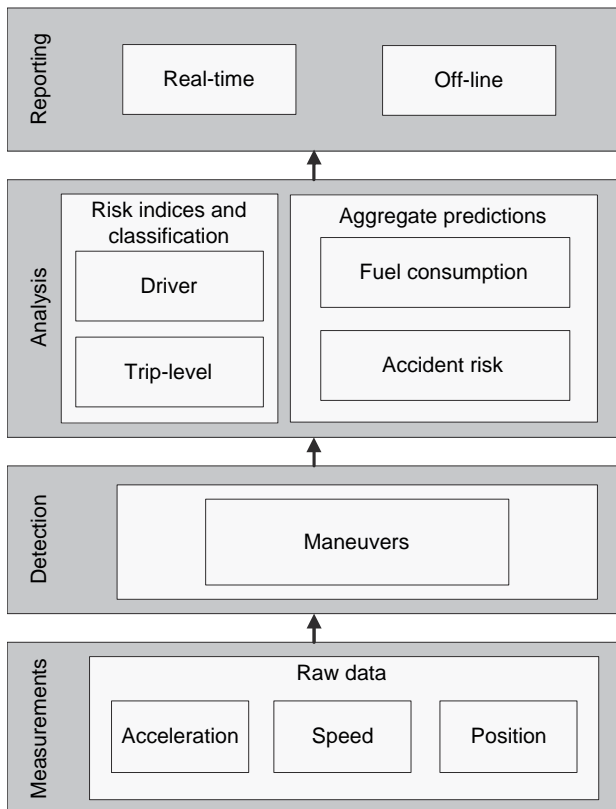 Reporting
Real-time
Off-line
Analysis
Risk indices and
classification
Driver
Trip-level
Aggregate predictions
Fuel consumption
Accident risk
Detection
Maneuvers
Measurements
Raw data
Acceleration
Speed
Position